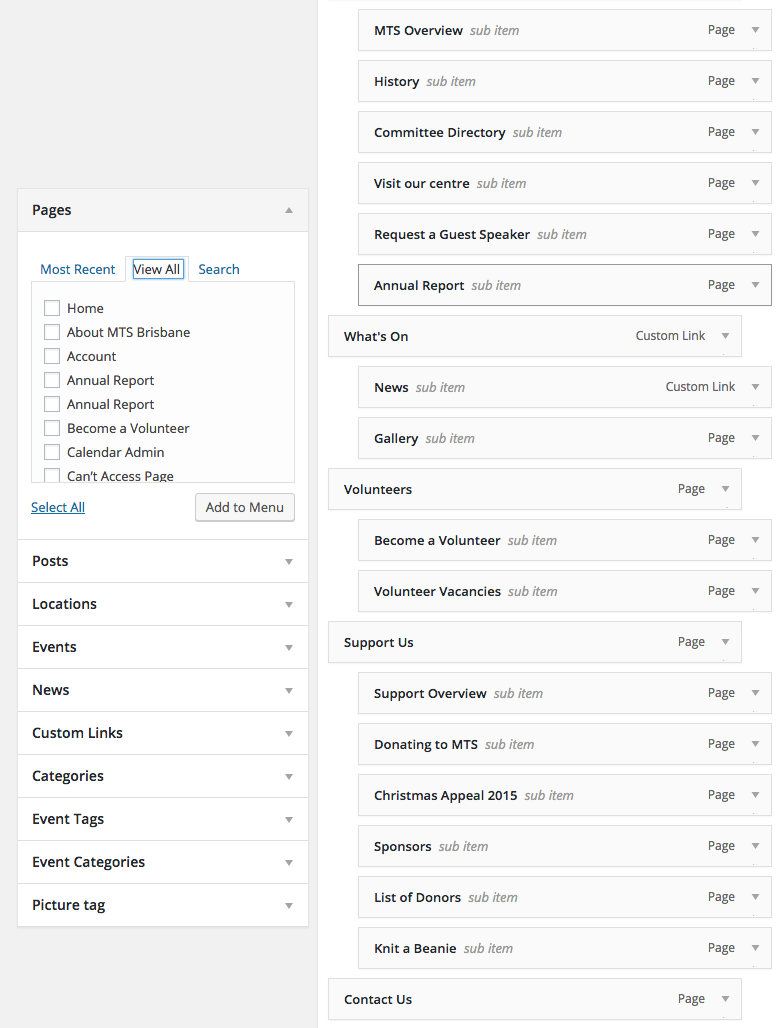 Pages
Most Recent View All Search
Home
About MTS Brisbane
Account
Annual Report
Annual Report
Become a Volunteer
Calendar Admin
Can't Access Page
Select All Add to Menu
Posts
Locations
Events
News
Custom Links
Categories
Event Tags
Event Categories
Picture tag
MTS Overview sub item Page
History sub item Page
Committee Directory sub item Page
Visit our centre sub item Page
Request a Guest Speaker sub item Page
Annual Report sub item Page
What's On Custom Link
News sub item Custom Link
Gallery sub item Page
Volunteers Page
Become a Volunteer sub item Page
Volunteer Vacancies sub item Page
Support Us Page
Support Overview sub item Page
Donating to MTS sub item Page
Christmas Appeal 2015 sub item Page
Sponsors sub item Page
List of Donors sub item Page
Knit a Beanie sub item Page
Contact Us Page